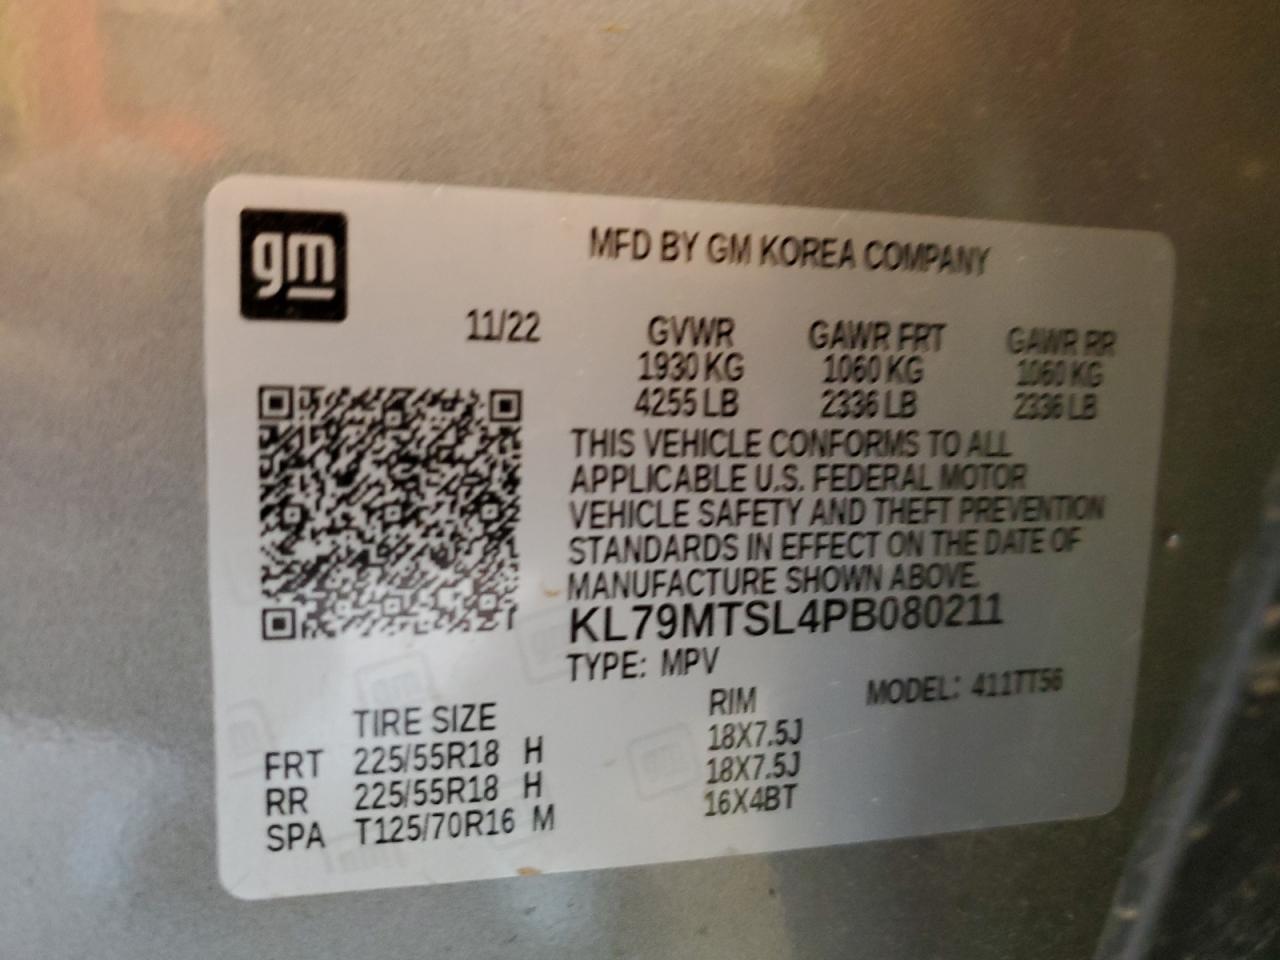 gm
MFD BY GM KOREA COMPANY
11/22 GVWR GAWR FRT GAWR RR
1930 KG 1060 KG 1060 KG
4255 LB 2336 LB 2336 LB
THIS VEHICLE CONFORMS TO ALL
APPLICABLE U.S. FEDERAL MOTOR
VEHICLE SAFETY AND THEFT PREVENTION
STANDARDS IN EFFECT ON THE DATE OF
MANUFACTURE SHOWN ABOVE.
KL79MTSL4PB080211
TYPE: MPV MODEL: 411TT56
TIRE SIZE RIM
FRT 225/55R18 H 18X7.5J
RR 225/55R18 H 18X7.5J
SPA T125/70R16 M 16X4BT